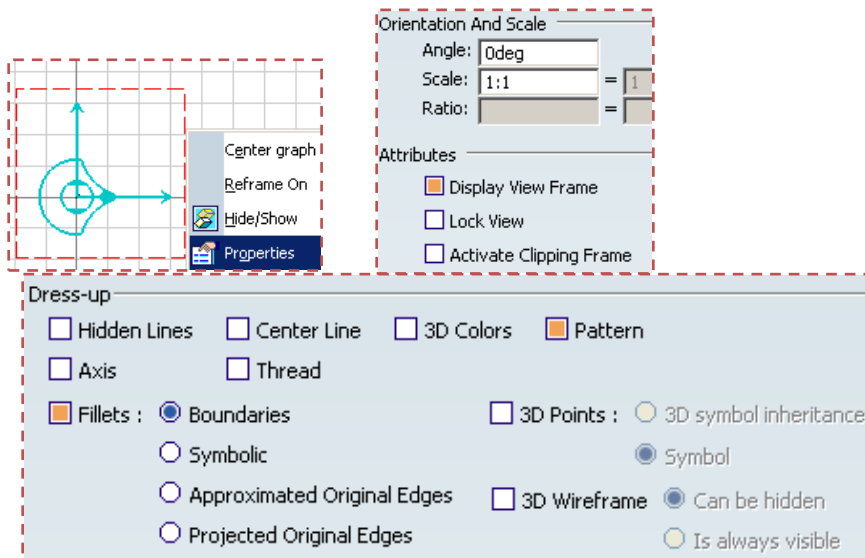 Center graph
Reframe On
Hide/Show
Properties
Orientation And Scale
Angle: 0deg
Scale: 1:1 = 1
Ratio: =
Attributes
Display View Frame
Lock View
Activate Clipping Frame
Dress-up
Hidden Lines Center Line 3D Colors Pattern
Axis Thread
Fillets : Boundaries 3D Points : 3D symbol inheritance
Symbolic Symbol
Approximated Original Edges 3D Wireframe Can be hidden
Projected Original Edges Is always visible